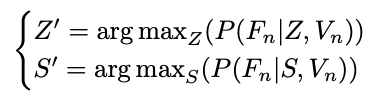 Z′ = arg max_Z(P(F_n|Z, V_n))
S′ = arg max_S(P(F_n|S, V_n))